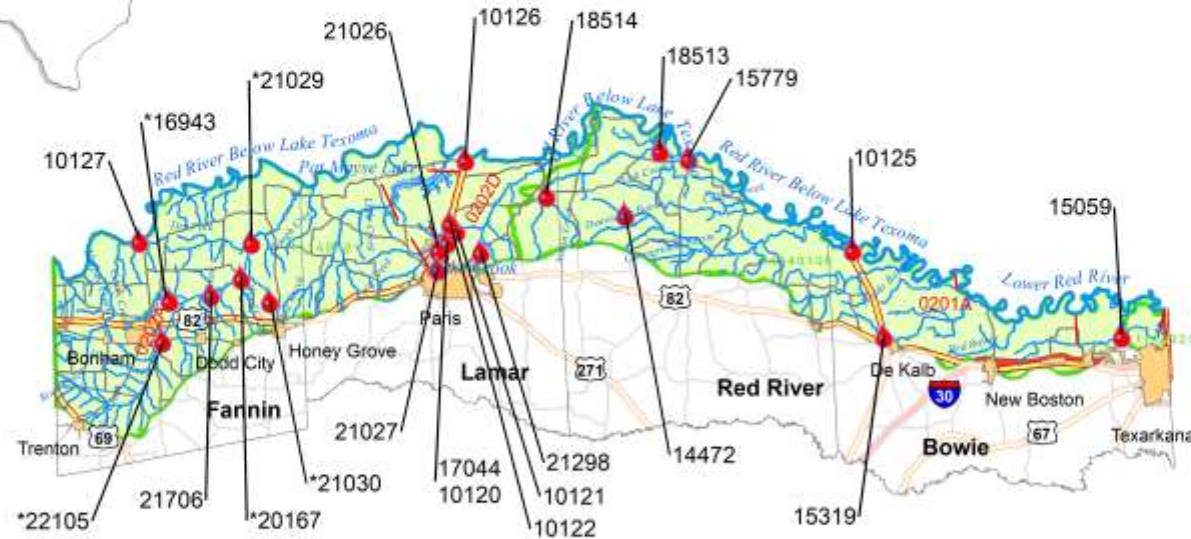 10126
18514
21026
18513
*21029
15779
*16943
10127
10125
15059
Red River Below Lake Texoma
River Below Lake Texoma
Red River Below Lake Texoma
Pat Mayse Lake
0202D
Lower Red River
0201A
82
82
Bonham
Dodd City
Honey Grove
Paris
Lamar
271
Red River
De Kalb
30
New Boston
Fannin
Trenton
69
Bowie
67
Texarkana
21027
17044
10120
21298
14472
21706
*21030
10121
*22105
*20167
10122
15319